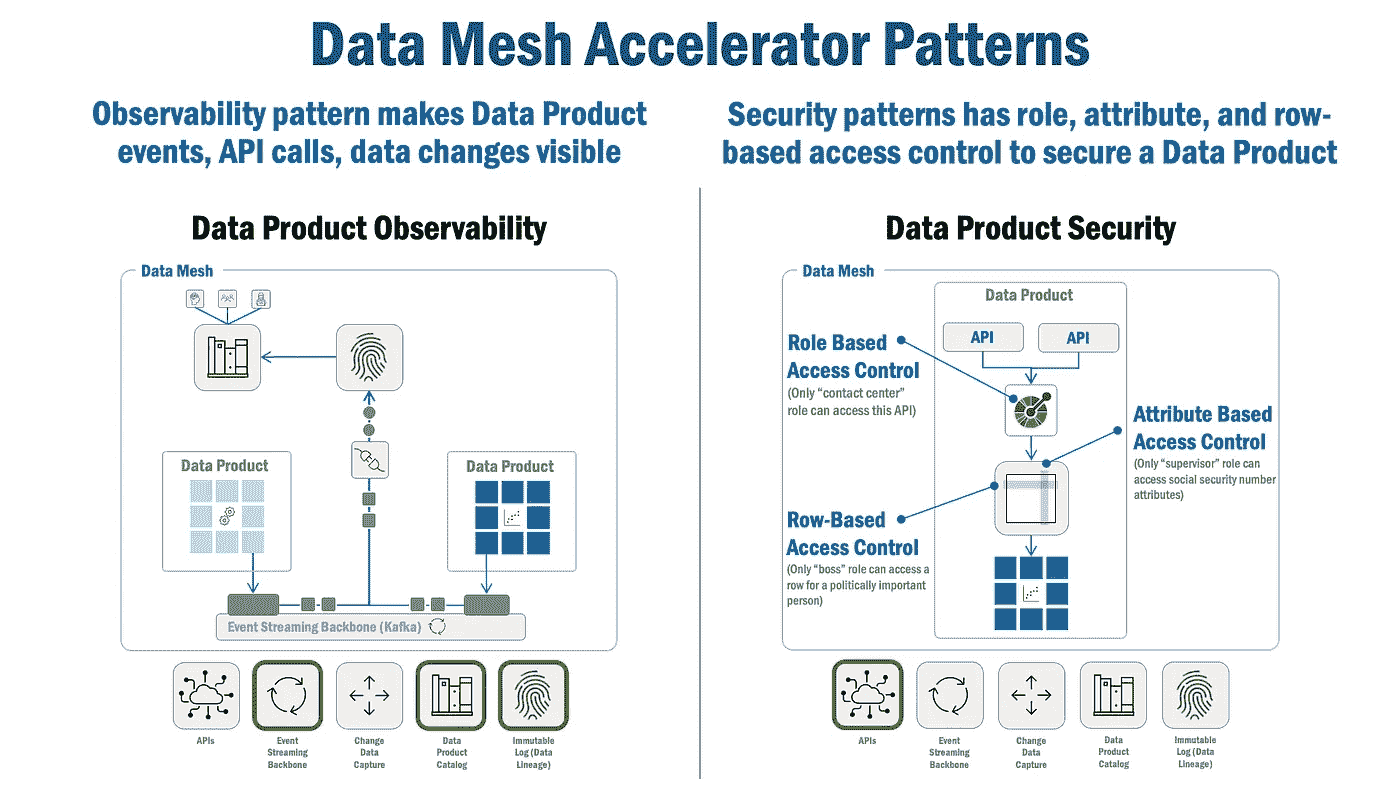 Data Mesh Accelerator Patterns
Observability pattern makes Data Product
events, API calls, data changes visible
Data Product Observability
Data Mesh
Data Product
Data Product
Event Streaming Backbone (Kafka)
APIs
Event
Streaming
Backbone
Change
Data
Capture
Data
Product
Catalog
Immutable
Log (Data
Lineage)
Security patterns has role, attribute, and row-
based access control to secure a Data Product
Data Product Security
Data Mesh
Data Product
API
API
Role Based
Access Control
(Only “contact center”
role can access this API)
Attribute Based
Access Control
(Only “supervisor” role can
access social security number
attributes)
Row-Based
Access Control
(Only “boss” role can access a
row for a politically important
person)
APIs
Event
Streaming
Backbone
Change
Data
Capture
Data
Product
Catalog
Immutable
Log (Data
Lineage)